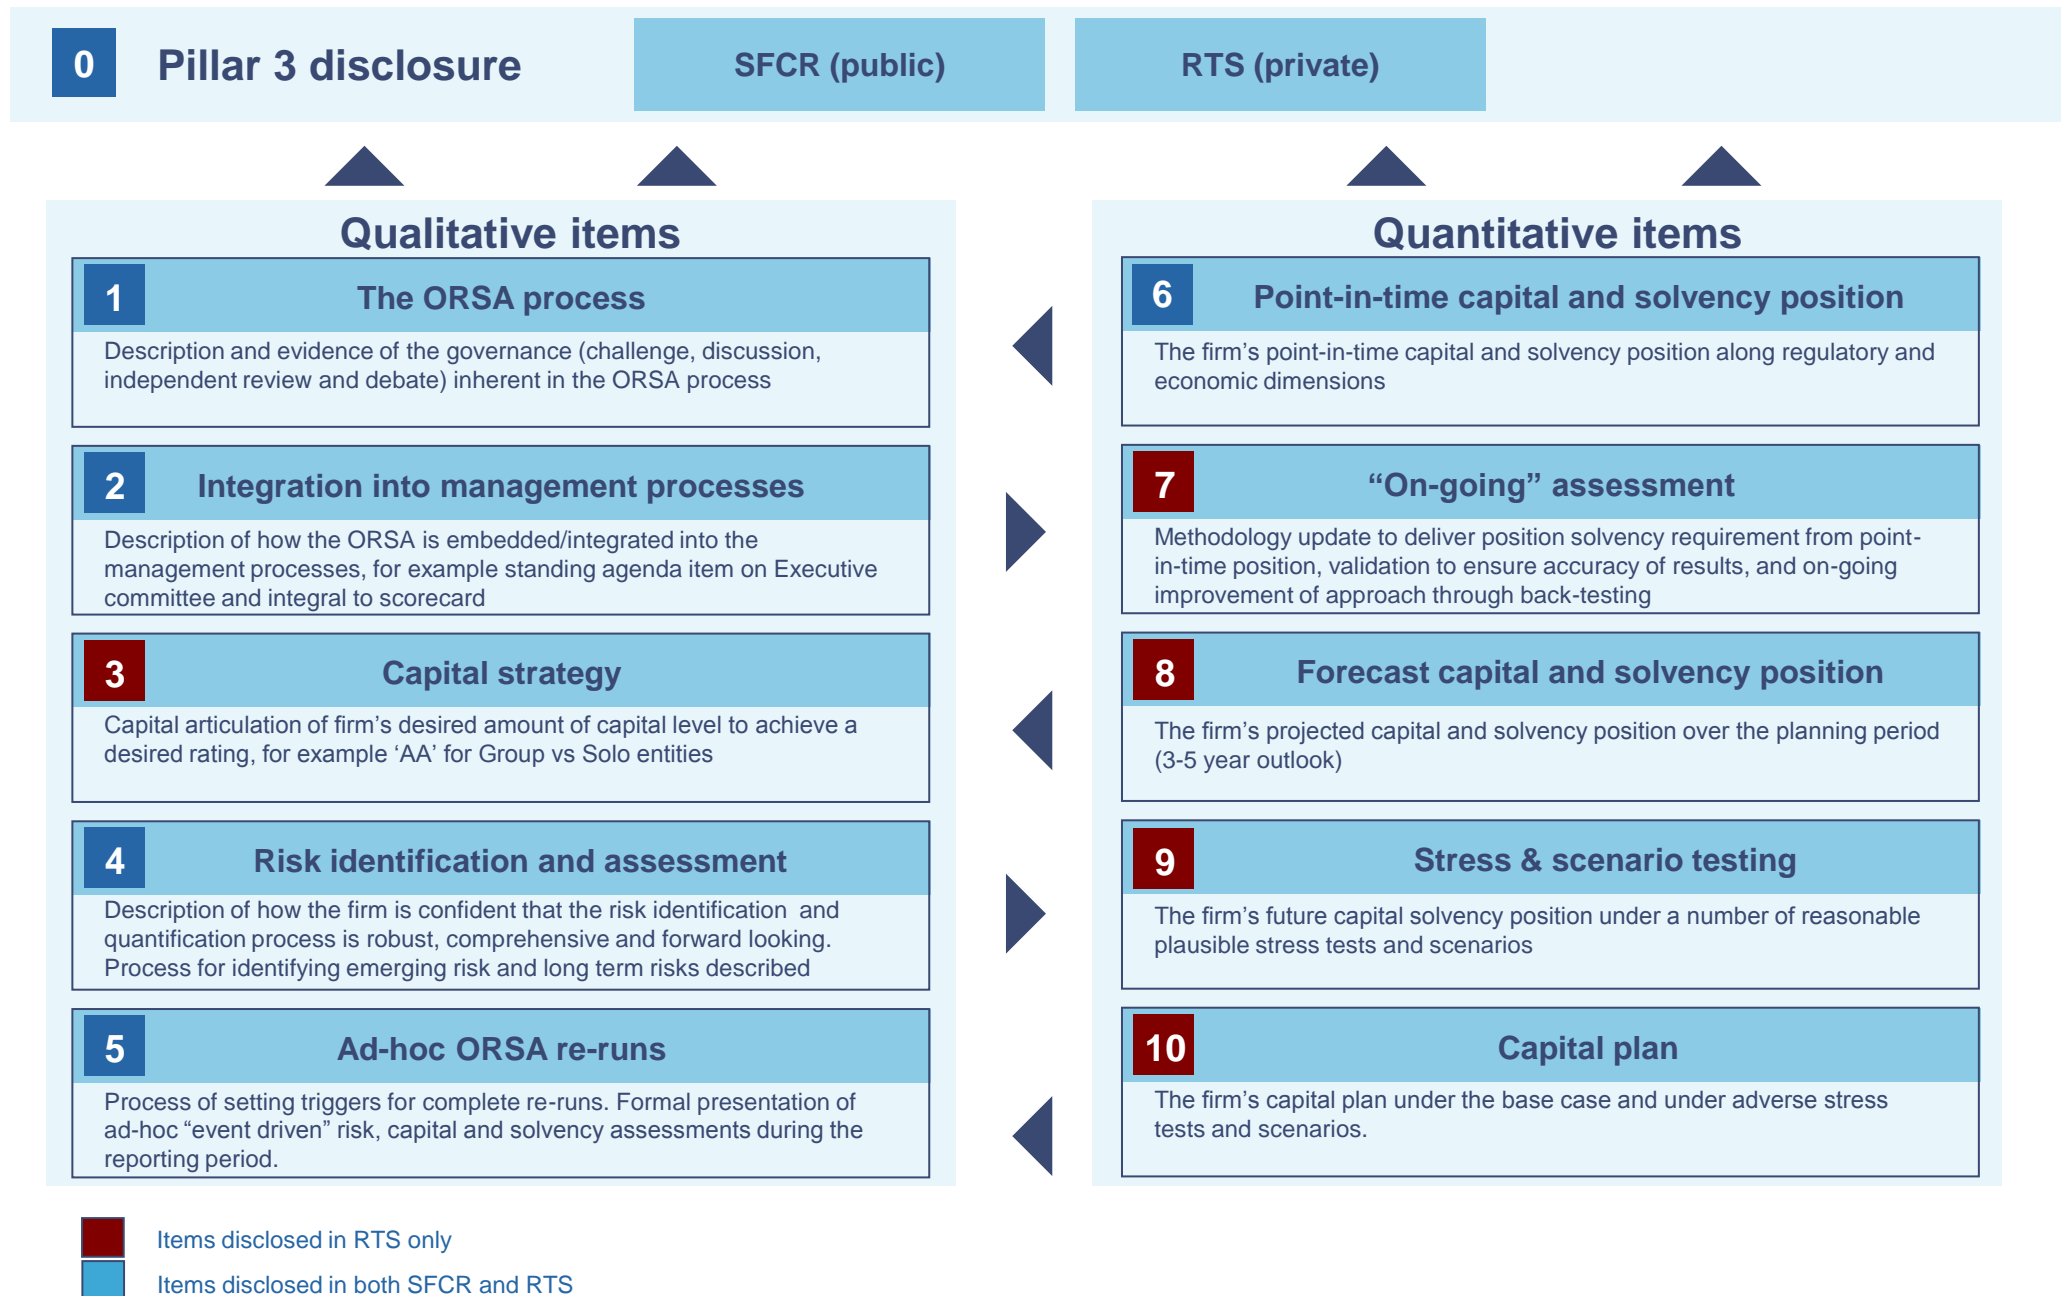 0
Pillar 3 disclosure
SFCR (public)
RTS (private)
Qualitative items
1
The ORSA process
Description and evidence of the governance (challenge, discussion,
independent review and debate) inherent in the ORSA process
2
Integration into management processes
Description of how the ORSA is embedded/integrated into the
management processes, for example standing agenda item on Executive
committee and integral to scorecard
3
Capital strategy
Capital articulation of firm’s desired amount of capital level to achieve a
desired rating, for example ‘AA’ for Group vs Solo entities
4
Risk identification and assessment
Description of how the firm is confident that the risk identification and
quantification process is robust, comprehensive and forward looking.
Process for identifying emerging risk and long term risks described
5
Ad-hoc ORSA re-runs
Process of setting triggers for complete re-runs. Formal presentation of
ad-hoc “event driven” risk, capital and solvency assessments during the
reporting period.
Quantitative items
6
Point-in-time capital and solvency position
The firm’s point-in-time capital and solvency position along regulatory and
economic dimensions
7
“On-going” assessment
Methodology update to deliver position solvency requirement from point-
in-time position, validation to ensure accuracy of results, and on-going
improvement of approach through back-testing
8
Forecast capital and solvency position
The firm’s projected capital and solvency position over the planning period
(3-5 year outlook)
9
Stress & scenario testing
The firm’s future capital solvency position under a number of reasonable
plausible stress tests and scenarios
10
Capital plan
The firm’s capital plan under the base case and under adverse stress
tests and scenarios.
Items disclosed in RTS only
Items disclosed in both SFCR and RTS